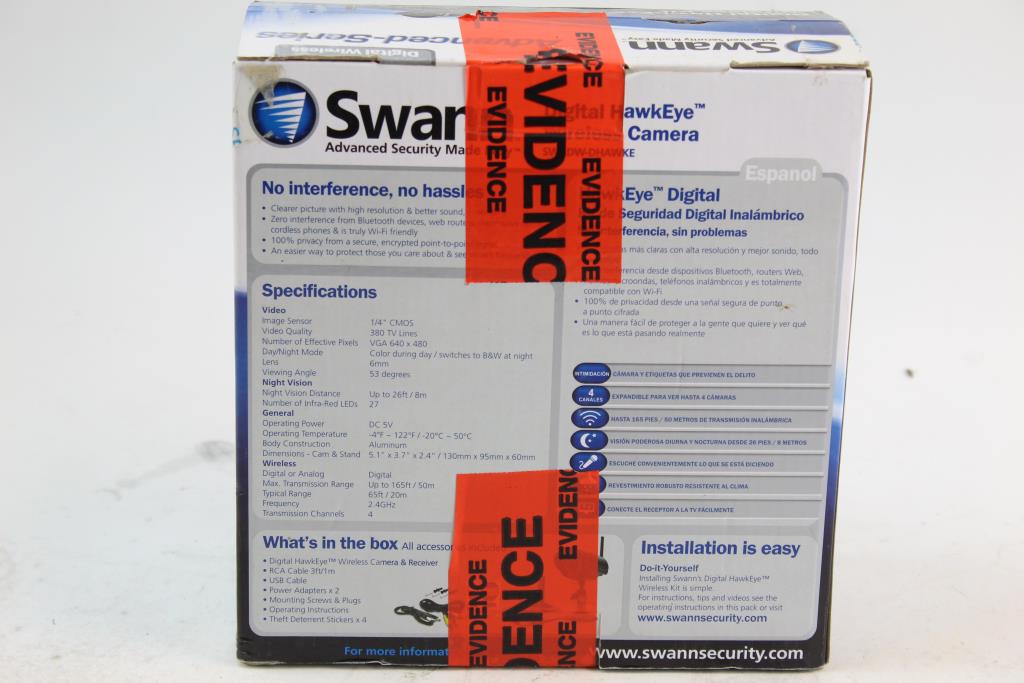 Swann
Advanced Security Made Easy™
Advanced-Series
Digital Wireless
EVIDENCE
EVIDENCE
EVIDENCE
EVIDENCE
Swan
Advanced Security Made
Digital HawkEye™
Wireless Camera
DHAWKE
No interference, no hassles
• Clearer picture with high resolution & better sound,
• Zero interference from Bluetooth devices, web routers,
cordless phones & is truly Wi-Fi friendly
• 100% privacy from a secure, encrypted point-to-point signal
• An easier way to protect those you care about & see
Espanol
HawkEye™ Digital
de Seguridad Digital Inalámbrico
interferencia, sin problemas
más claras con alta resolución y mejor sonido, todo
interferencia desde dispositivos Bluetooth, routers Web,
microondas, teléfonos inalámbricos y es totalmente
compatible con Wi-Fi
• 100% de privacidad desde una señal segura de punto
a punto cifrada
• Una manera fácil de proteger a la gente que quiere y ver qué
es lo que está pasando realmente
Specifications
Video
Image Sensor 1/4" CMOS
Video Quality 380 TV Lines
Number of Effective Pixels VGA 640 x 480
Day/Night Mode Color during day / switches to B&W at night
Lens 6mm
Viewing Angle 53 degrees
Night Vision
Night Vision Distance Up to 26ft / 8m
Number of Infra-Red LEDs 27
General
Operating Power DC 5V
Operating Temperature -4°F ~ 122°F / -20°C ~ 50°C
Body Construction Aluminum
Dimensions - Cam & Stand 5.1" x 3.7" x 2.4" / 130mm x 95mm x 60mm
Wireless
Digital or Analog Digital
Max. Transmission Range Up to 165ft / 50m
Typical Range 65ft / 20m
Frequency 2.4GHz
Transmission Channels 4
INTIMIDACIÓN CÁMARA Y ETIQUETAS QUE PREVIENEN EL DELITO
4 CANALES EXPANDIBLE PARA VER HASTA 4 CÁMARAS
HASTA 165 PIES / 50 METROS DE TRANSMISIÓN INALÁMBRICA
VISIÓN PODEROSA DIURNA Y NOCTURNA DESDE 26 PIES / 8 METROS
ESCUCHE CONVENIENTEMENTE LO QUE SE ESTÁ DICIENDO
REVESTIMIENTO ROBUSTO RESISTENTE AL CLIMA
CONECTE EL RECEPTOR A LA TV FÁCILMENTE
What's in the box All accessories included
• Digital HawkEye™ Wireless Camera & Receiver
• RCA Cable 3ft/1m
• USB Cable
• Power Adapters x 2
• Mounting Screws & Plugs
• Operating Instructions
• Theft Deterrent Stickers x 4
EVIDENCE
DENCE
EVIDENC
NCE
Installation is easy
Do-it-Yourself
Installing Swann's Digital HawkEye™
Wireless Kit is simple.
For instructions, tips and videos see the
operating instructions in this pack or visit
www.swannsecurity.com
For more informat
www.swannsecurity.com